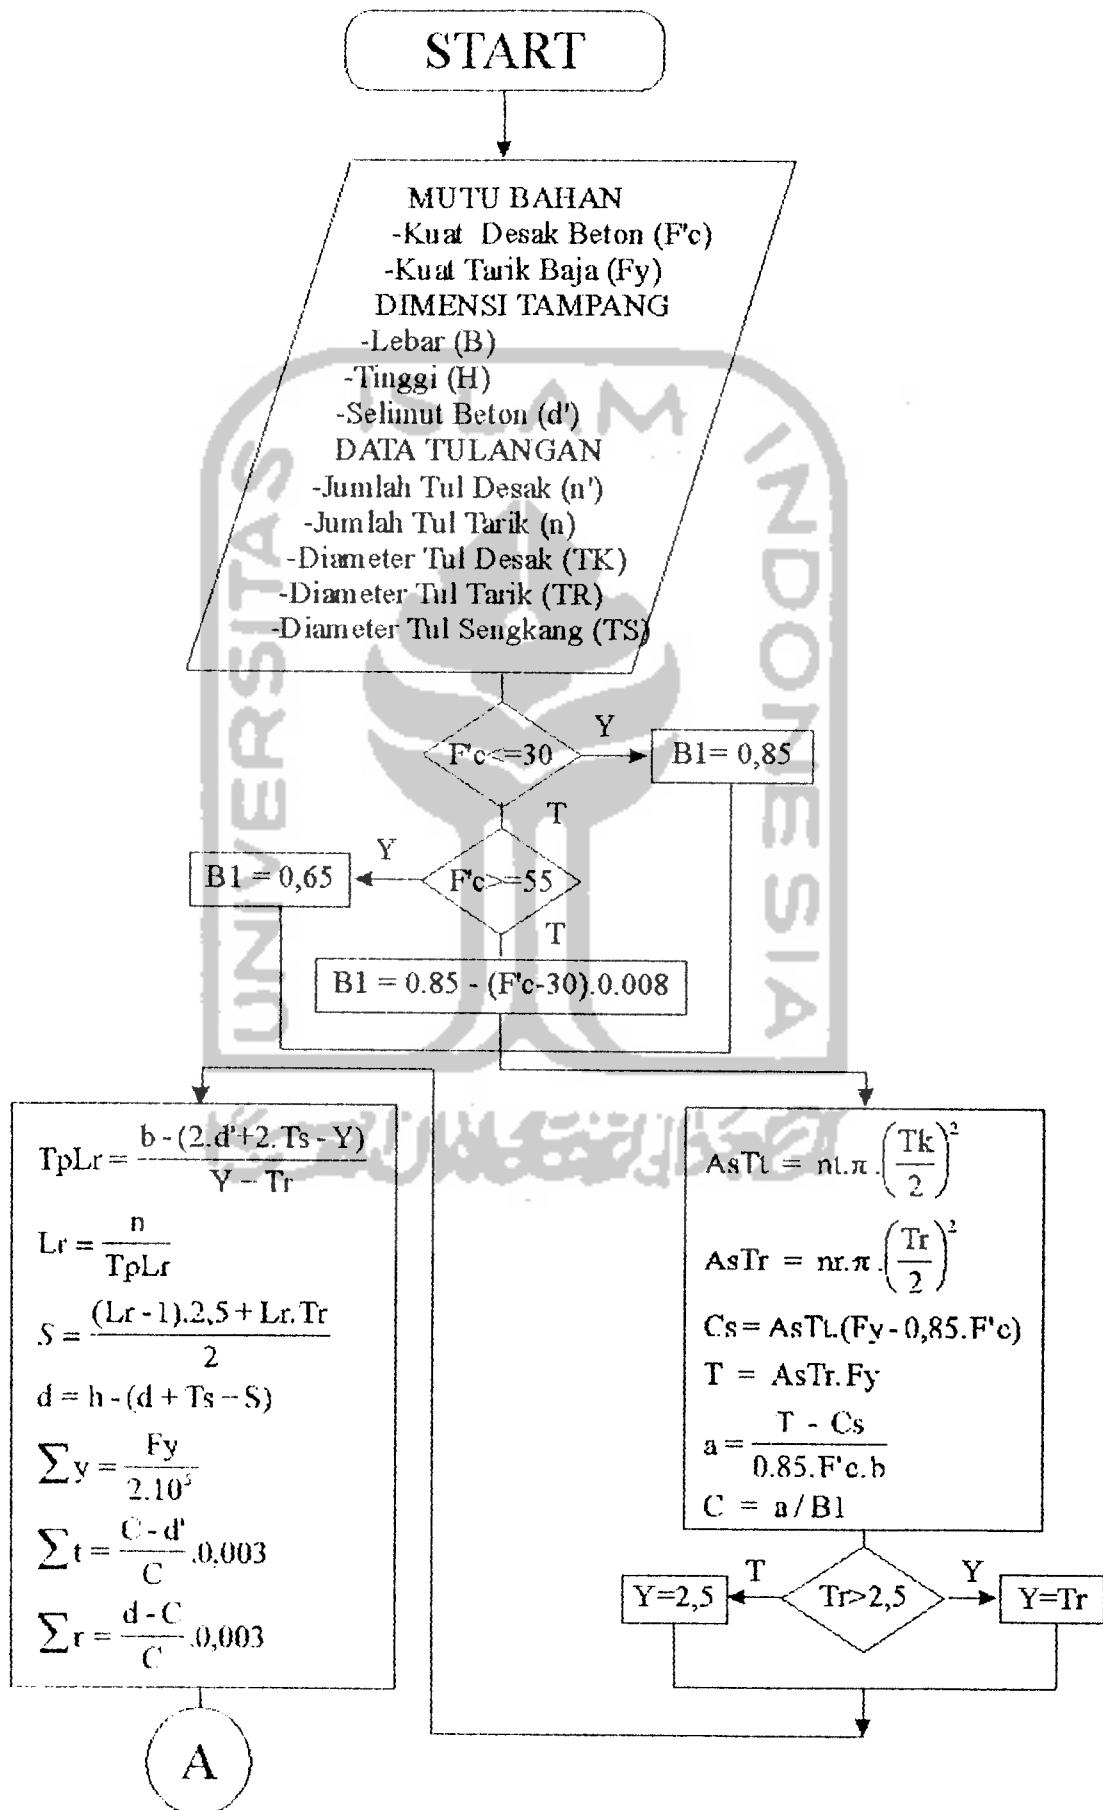 START
MUTU BAHAN
-Kuat Desak Beton (F'c)
-Kuat Tarik Baja (Fy)
DIMENSI TAMPANG
-Lebar (B)
-Tinggi (H)
-Selimut Beton (d')
DATA TULANGAN
-Jumlah Tul Desak (n')
-Jumlah Tul Tarik (n)
-Diameter Tul Desak (TK)
-Diameter Tul Tarik (TR)
-Diameter Tul Sengkang (TS)
F'c<=30
Y
B1= 0,85
T
F'c>=55
Y
B1 = 0,65
T
B1 = 0.85 - (F'c-30).0.008
AsTt = nt.π.(Tk/2)²
AsTr = nr.π.(Tr/2)²
Cs = AsTt.(Fy-0,85.F'c)
T = AsTr.Fy
a = (T - Cs)/(0.85.F'c.b)
C = a/B1
Tr>2,5
T
Y=2,5
Y
Y=Tr
TpLr = (b - (2.d'+2.Ts - Y))/(Y - Tr)
Lr = n/TpLr
S = ((Lr-1).2,5 + Lr.Tr)/2
d = h - (d + Ts - S)
∑y = Fy/2.10⁵
∑t = (C - d')/C .0,003
∑r = (d - C)/C .0,003
A
UNIVERSITAS
ISLAM
INDONESIA